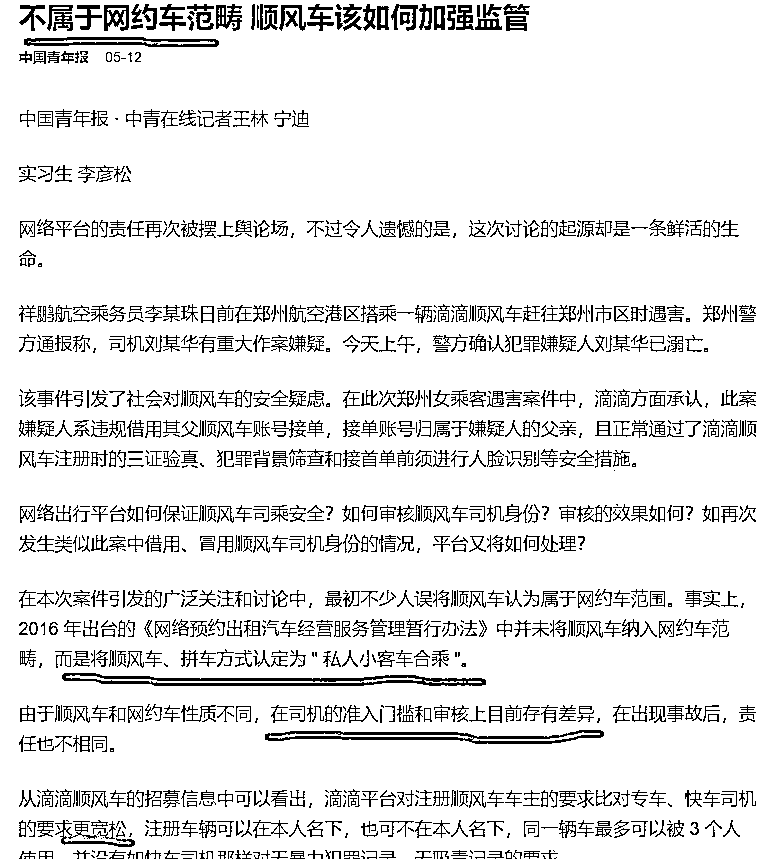 不属于网约车范畴 顺风车该如何加强监管
中国青年报 05-12
中国青年报·中青在线记者王林 宁迪
实习生 李彦松
网络平台的责任再次被摆上舆论场，不过令人遗憾的是，这次讨论的起源却是一条鲜活的生
命。
祥鹏航空乘务员李某珠日前在郑州航空港区搭乘一辆滴滴顺风车赶往郑州市区时遇害。郑州警
方通报称，司机刘某华有重大作案嫌疑。今天上午，警方确认犯罪嫌疑人刘某华已溺亡。
该事件引发了社会对顺风车的安全疑虑。在此次郑州女乘客遇害案件中，滴滴方面承认，此案
嫌疑人系违规借用其父顺风车账号接单，接单账号归属于嫌疑人的父亲，且正常通过了滴滴顺
风车注册时的三证验真、犯罪背景筛查和接首单前须进行人脸识别等安全措施。
网络出行平台如何保证顺风车司乘安全？如何审核顺风车司机身份？审核的效果如何？如再次
发生类似此案中借用、冒用顺风车司机身份的情况，平台又将如何处理？
在本次案件引发的广泛关注和讨论中，最初不少人误将顺风车认为属于网约车范围。事实上，
2016 年出台的《网络预约出租汽车经营服务管理暂行办法》中并未将顺风车纳入网约车范
畴，而是将顺风车、拼车方式认定为 " 私人小客车合乘 "。
由于顺风车和网约车性质不同，在司机的准入门槛和审核上目前存有差异，在出现事故后，责
任也不相同。
从滴滴顺风车的招募信息中可以看出，滴滴平台对注册顺风车车主的要求比对专车、快车司机
的要求更宽松，注册车辆可以在本人名下，也可不在本人名下，同一辆车最多可以被 3 个人
使用，并没有如快车司机那样对无暴力犯罪记录、无吸毒记录的要求